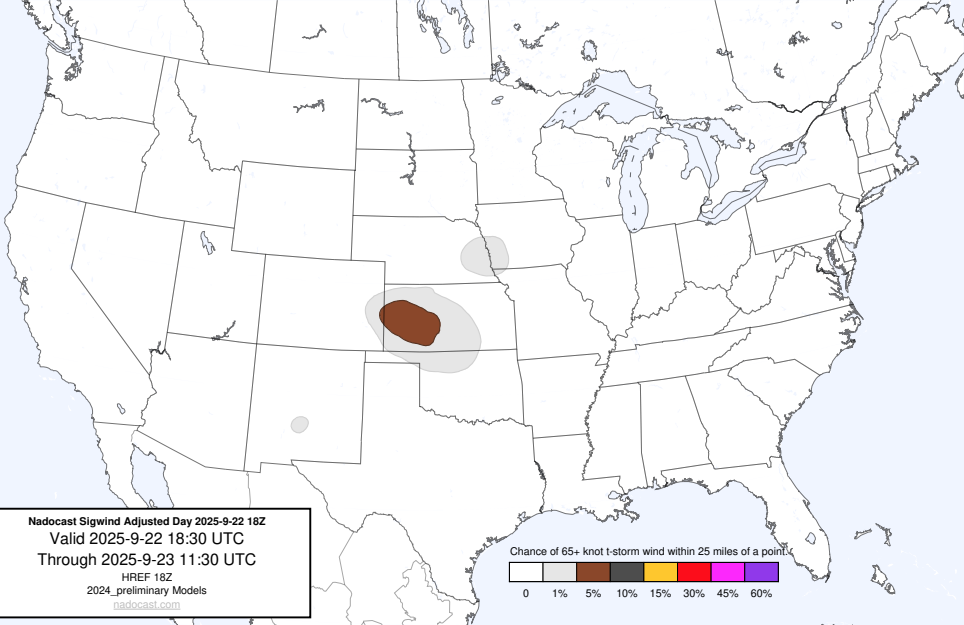 Nadocast Sigwind Adjusted Day 2025-9-22 18Z
Valid 2025-9-22 18:30 UTC
Through 2025-9-23 11:30 UTC
HREF 18Z
2024_preliminary Models
nadocast.com
Chance of 65+ knot t-storm wind within 25 miles of a point.
0 1% 5% 10% 15% 30% 45% 60%